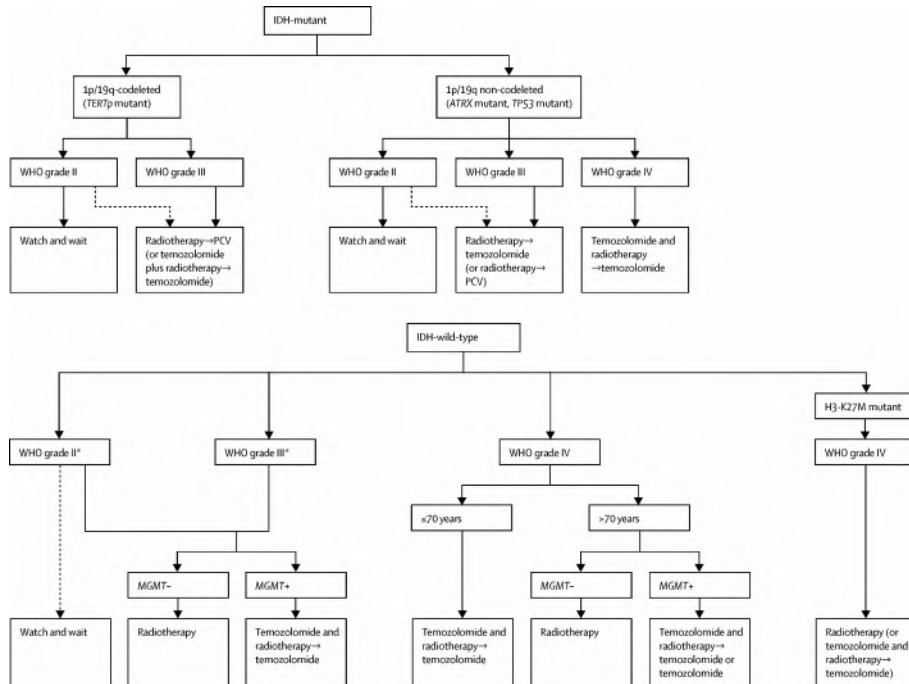 IDH-mutant
1p/19q-codeleted
(TERTp mutant)
1p/19q non-codeleted
(ATRX mutant, TP53 mutant)
WHO grade II
WHO grade III
WHO grade II
WHO grade III
WHO grade IV
Watch and wait
Radiotherapy→PCV
(or temozolomide
plus radiotherapy→
temozolomide)
Watch and wait
Radiotherapy→
temozolomide
(or radiotherapy→
PCV)
Temozolomide and
radiotherapy
→temozolomide
IDH-wild-type
H3-K27M mutant
WHO grade II*
WHO grade III*
WHO grade IV
WHO grade IV
≤70 years
>70 years
MGMT–
MGMT+
MGMT–
MGMT+
Watch and wait
Radiotherapy
Temozolomide and
radiotherapy→
temozolomide
Temozolomide and
radiotherapy→
temozolomide
Radiotherapy
Temozolomide and
radiotherapy→
temozolomide or
temozolomide
Radiotherapy (or
temozolomide and
radiotherapy→
temozolomide)